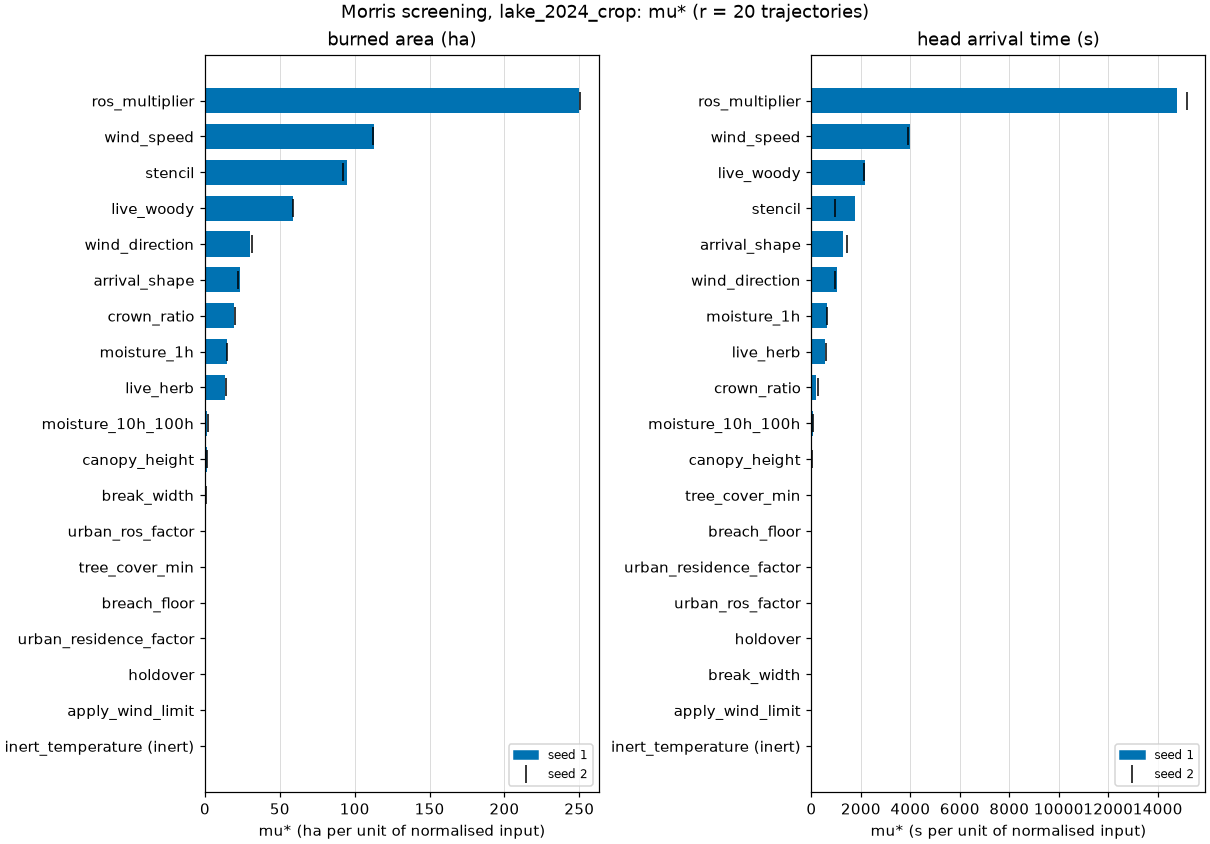 Morris screening, lake_2024_crop: mu* (r = 20 trajectories)
burned area (ha)
ros_multiplier
wind_speed
stencil
live_woody
wind_direction
arrival_shape
crown_ratio
moisture_1h
live_herb
moisture_10h_100h
canopy_height
break_width
urban_ros_factor
tree_cover_min
breach_floor
urban_residence_factor
holdover
apply_wind_limit
inert_temperature (inert)
seed 1
seed 2
0 50 100 150 200 250
mu* (ha per unit of normalised input)
head arrival time (s)
ros_multiplier
wind_speed
live_woody
stencil
arrival_shape
wind_direction
moisture_1h
live_herb
crown_ratio
moisture_10h_100h
canopy_height
tree_cover_min
breach_floor
urban_residence_factor
urban_ros_factor
holdover
break_width
apply_wind_limit
inert_temperature (inert)
seed 1
seed 2
0 2000 4000 6000 8000 10000 12000 14000
mu* (s per unit of normalised input)